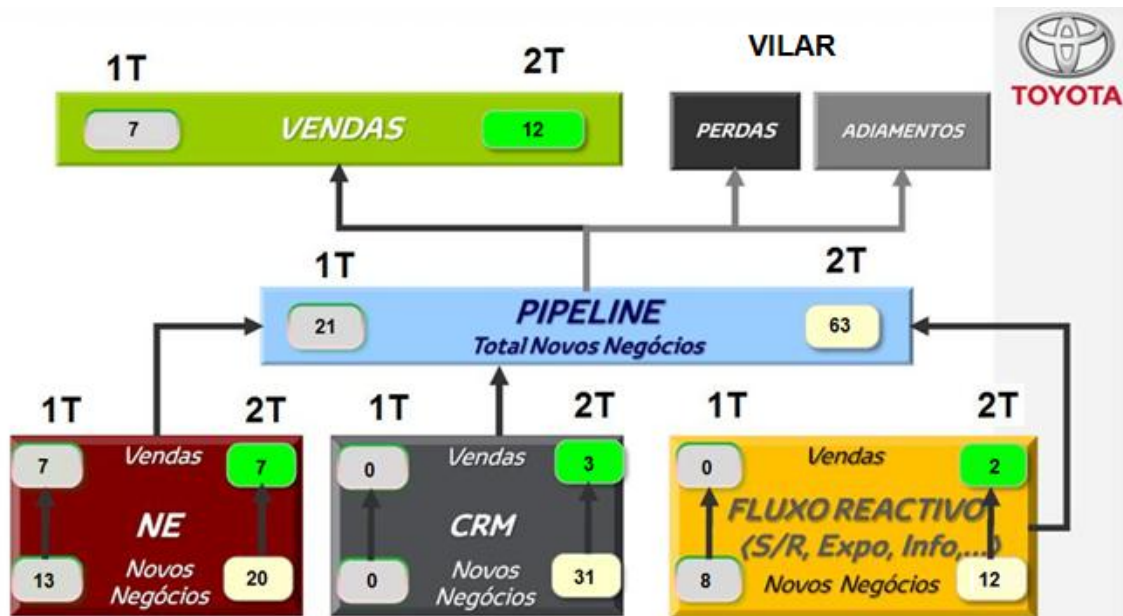 VILAR
TOYOTA
1T 2T
7 VENDAS 12
PERDAS
ADIAMENTOS
1T 2T
21 PIPELINE 63
Total Novos Negócios
1T 2T
7 Vendas 7
NE
13 Novos Negócios 20
1T 2T
0 Vendas 3
CRM
0 Novos Negócios 31
1T 2T
0 Vendas 2
FLUXO REACTIVO
(S/R, Expo, Info,...)
8 Novos Negócios 12